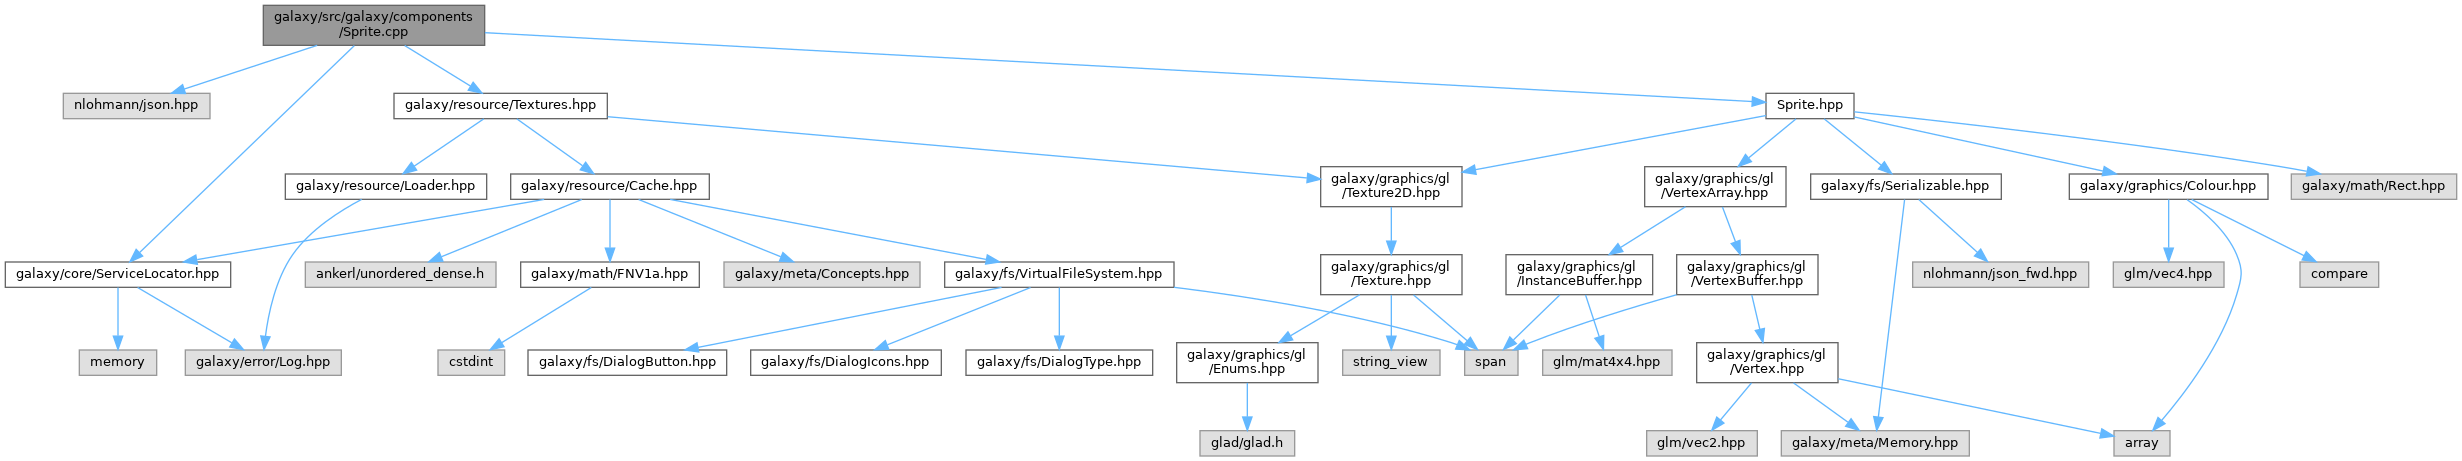 galaxy/src/galaxy/components
/Sprite.cpp
nlohmann/json.hpp
galaxy/resource/Textures.hpp
Sprite.hpp
galaxy/resource/Loader.hpp
galaxy/resource/Cache.hpp
galaxy/graphics/gl
/Texture2D.hpp
galaxy/graphics/gl
/VertexArray.hpp
galaxy/fs/Serializable.hpp
galaxy/graphics/Colour.hpp
galaxy/math/Rect.hpp
galaxy/core/ServiceLocator.hpp
ankerl/unordered_dense.h
galaxy/math/FNV1a.hpp
galaxy/meta/Concepts.hpp
galaxy/fs/VirtualFileSystem.hpp
galaxy/graphics/gl
/Texture.hpp
galaxy/graphics/gl
/InstanceBuffer.hpp
galaxy/graphics/gl
/VertexBuffer.hpp
nlohmann/json_fwd.hpp
glm/vec4.hpp
compare
memory
galaxy/error/Log.hpp
cstdint
galaxy/fs/DialogButton.hpp
galaxy/fs/DialogIcons.hpp
galaxy/fs/DialogType.hpp
galaxy/graphics/gl
/Enums.hpp
string_view
span
glm/mat4x4.hpp
galaxy/graphics/gl
/Vertex.hpp
glad/glad.h
glm/vec2.hpp
galaxy/meta/Memory.hpp
array